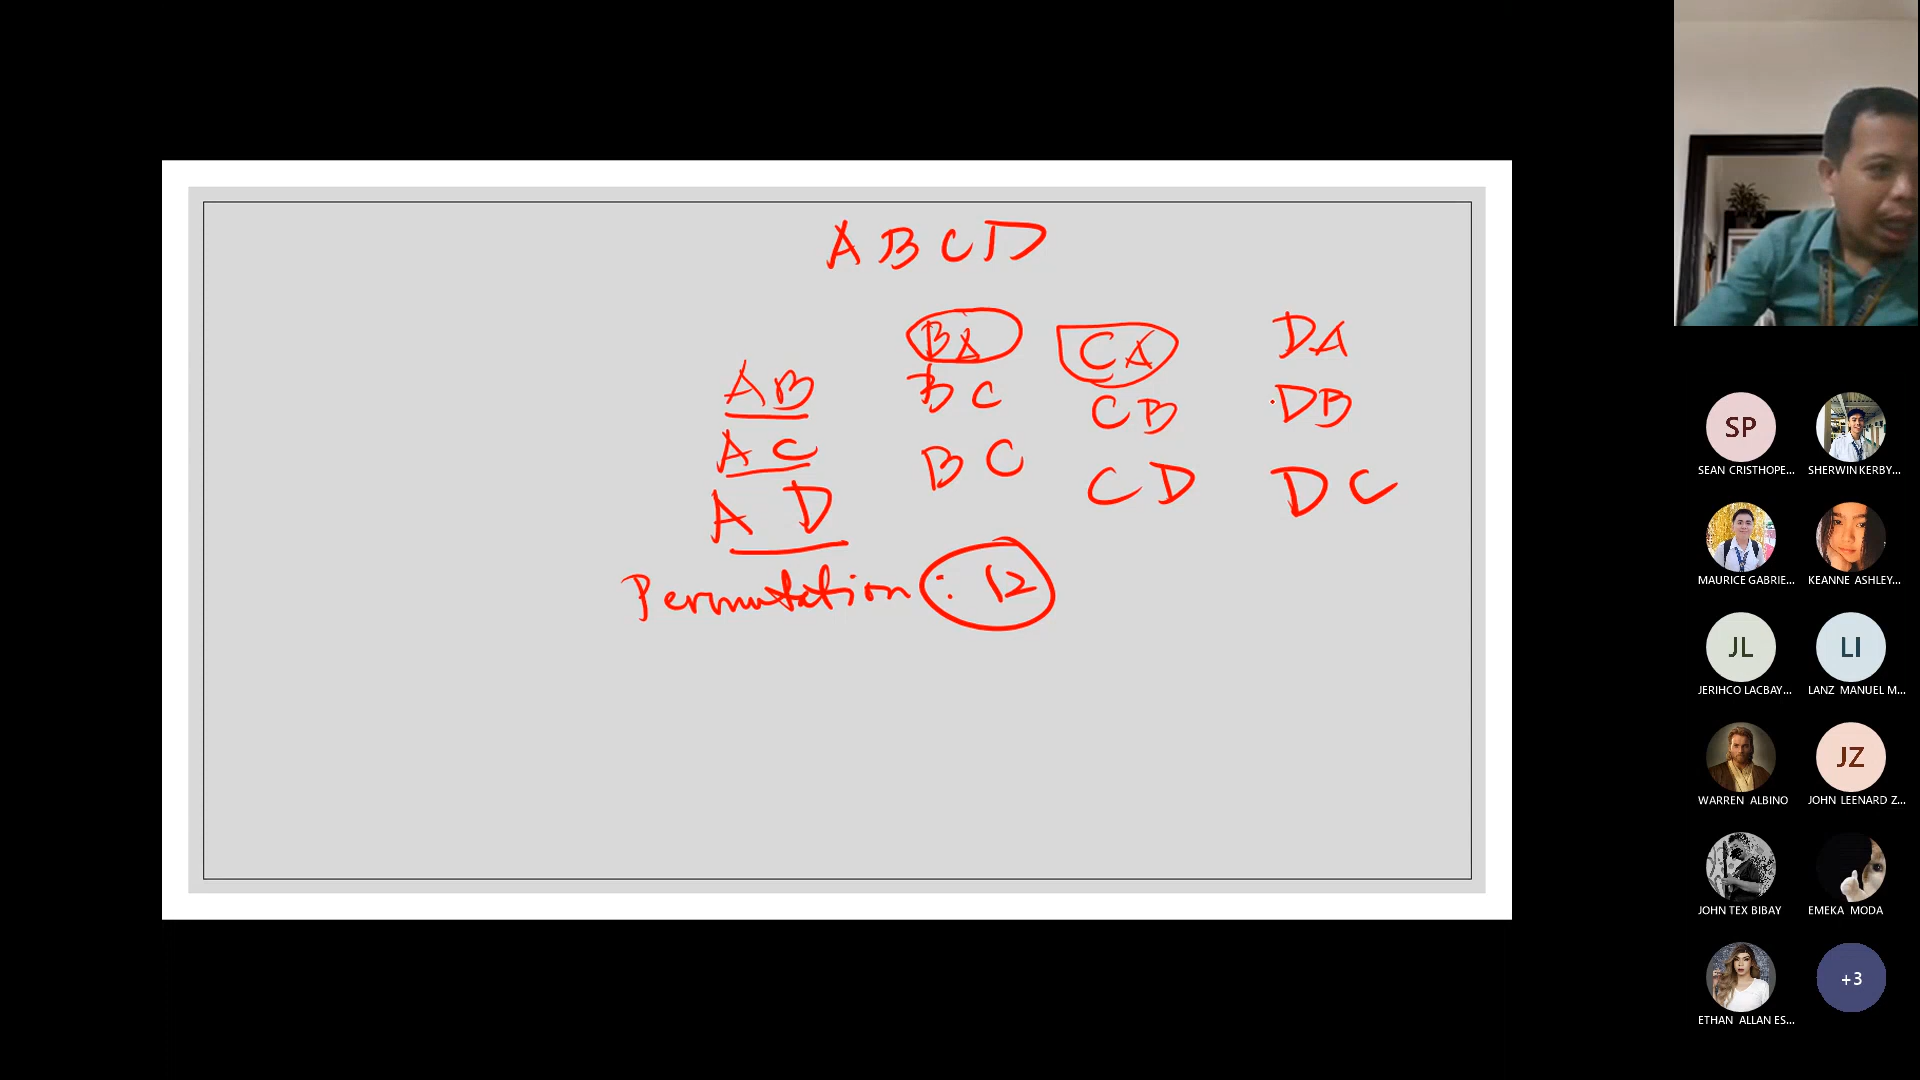 A B C D
BA CA DA
AB BC CB DB
AC BC CD DC
A D
Permutation : 12
SP
SEAN CRISTHOPE...
SHERWIN KERBY...
MAURICE GABRIE...
KEANNE ASHLEY...
JL
JERIHCO LACBAY...
LI
LANZ MANUEL M...
WARREN ALBINO
JZ
JOHN LEENARD Z...
JOHN TEX BIBAY
EMEKA MODA
ETHAN ALLAN ES...
+3